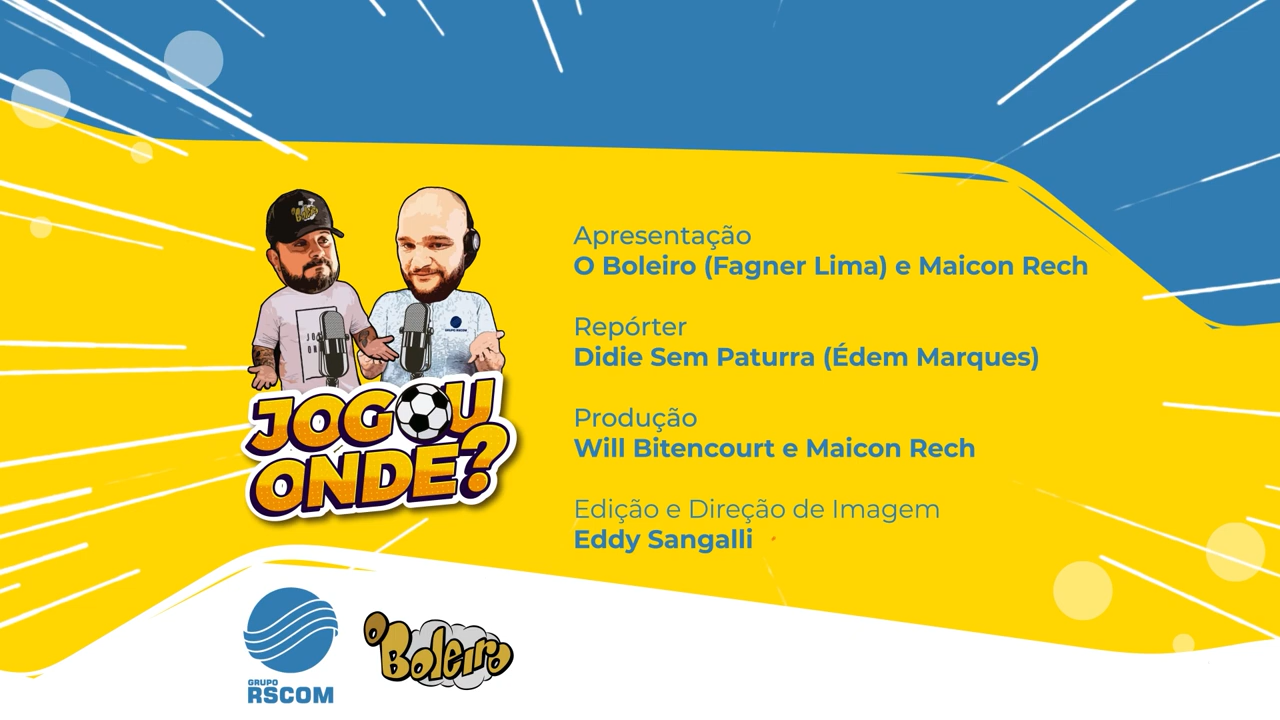 Apresentação
O Boleiro (Fagner Lima) e Maicon Rech
Repórter
Didie Sem Paturra (Édem Marques)
Produção
Will Bitencourt e Maicon Rech
Edição e Direção de Imagem
Eddy Sangalli
JOGOU
ONDE?
GRUPO
RSCOM
O Boleiro